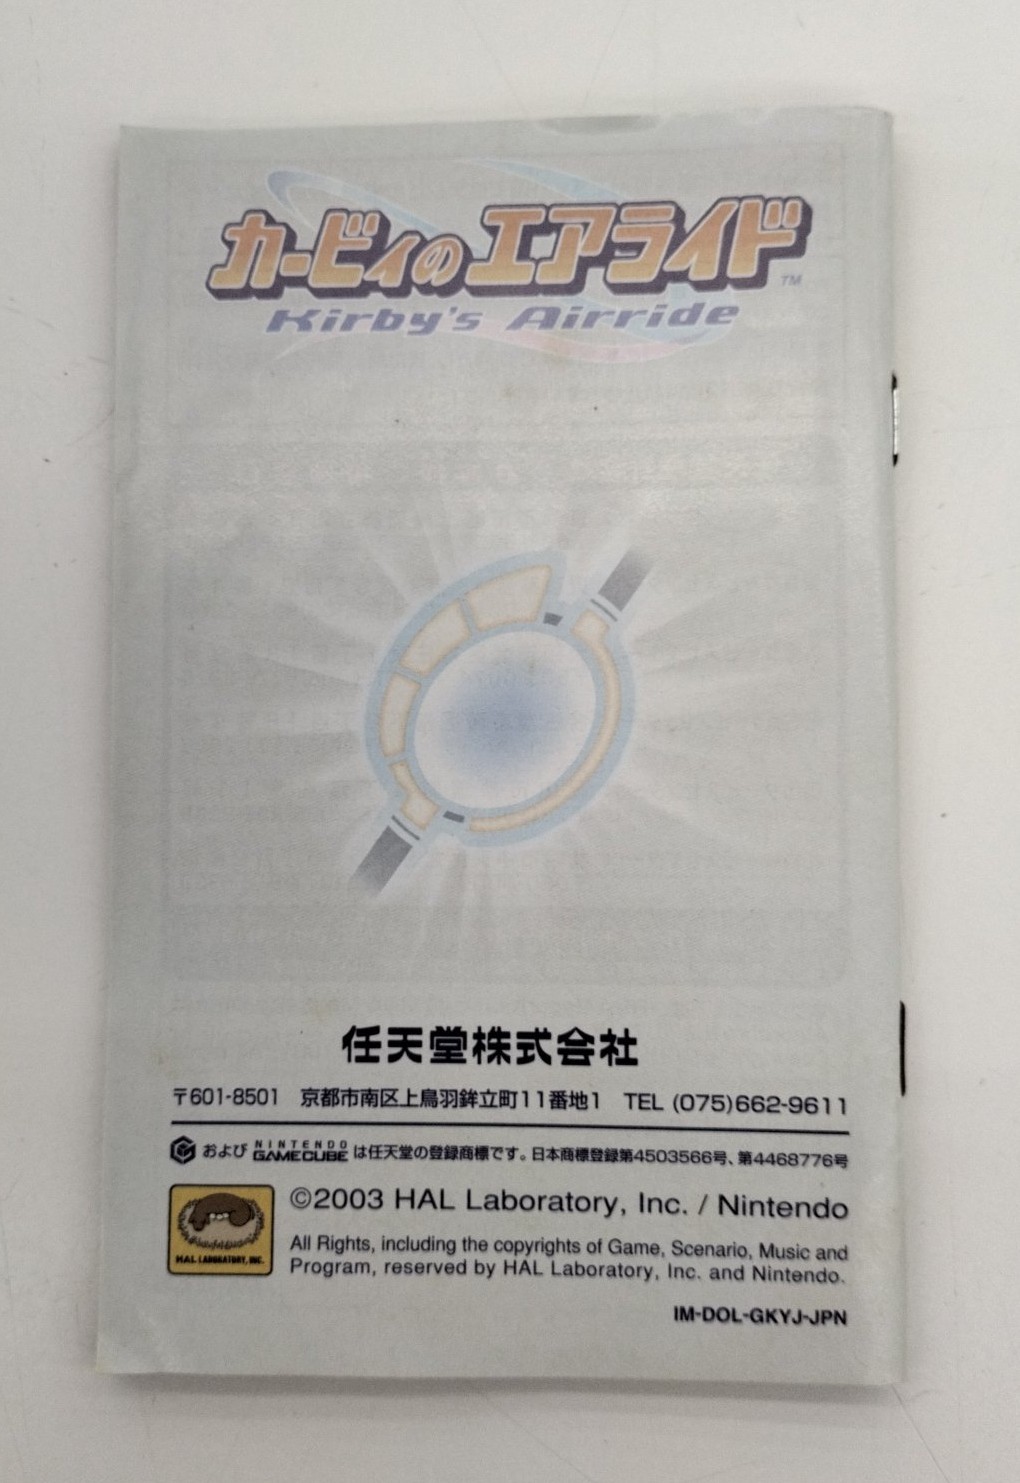 カービィのエアライド™
Kirby's Airride
任天堂株式会社
〒601-8501 京都市南区上鳥羽鉾立町11番地1 TEL (075)662-9611
および NINTENDO GAMECUBE は任天堂の登録商標です。日本商標登録第4503566号、第4468776号
HAL LABORATORY, INC.
©2003 HAL Laboratory, Inc. / Nintendo
All Rights, including the copyrights of Game, Scenario, Music and
Program, reserved by HAL Laboratory, Inc. and Nintendo.
IM-DOL-GKYJ-JPN